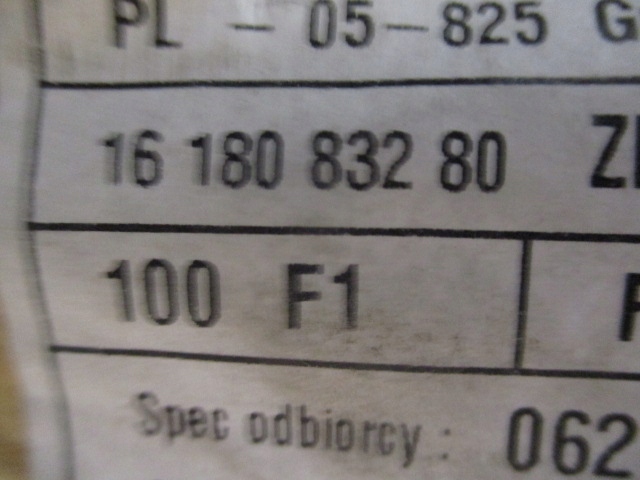 PL - 05-825 G
16 180 832 80
100 F1
Spec odbiorcy : 062